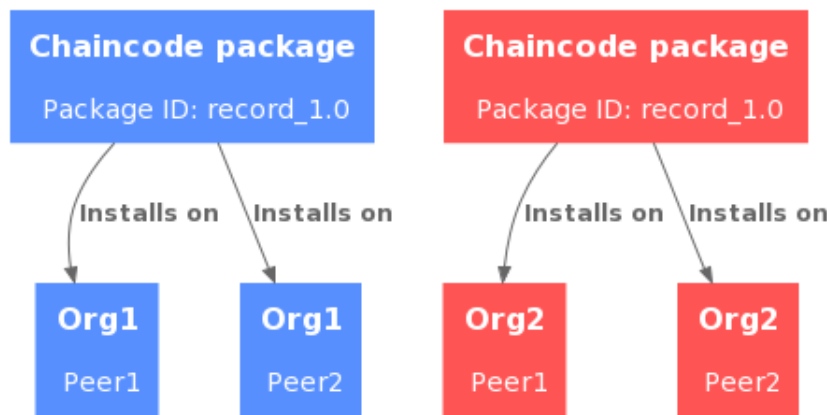 Chaincode package
Package ID: record_1.0
Installs on
Installs on
Org1
Peer1
Org1
Peer2
Chaincode package
Package ID: record_1.0
Installs on
Installs on
Org2
Peer1
Org2
Peer2